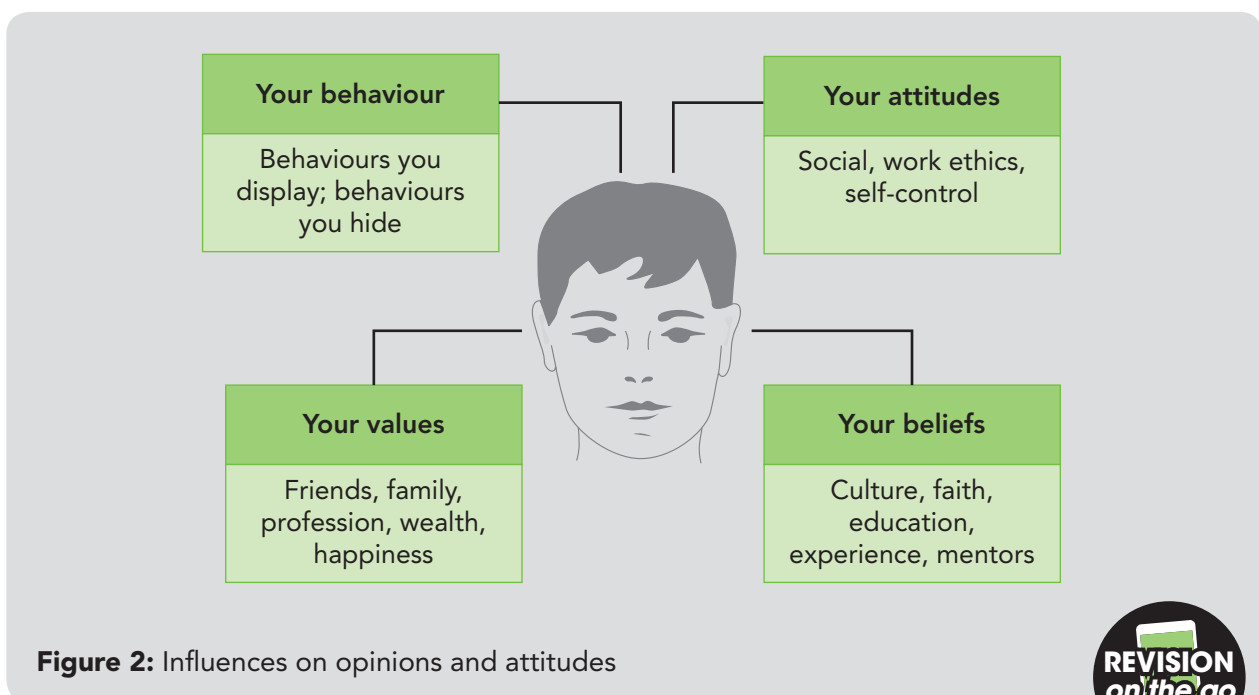 Your behaviour
Behaviours you
display; behaviours
you hide
Your attitudes
Social, work ethics,
self-control
Your values
Friends, family,
profession, wealth,
happiness
Your beliefs
Culture, faith,
education,
experience, mentors
Figure 2: Influences on opinions and attitudes
REVISION
on the go